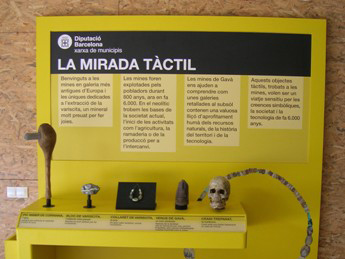 Diputació
Barcelona
xarxa de municipis
LA MIRADA TÀCTIL
Benvinguts a les
mines en galeria més
antigues d'Europa i
les úniques dedicades
a l'extracció de la
variscita, un mineral
molt fet preuar per
joies.
Les mines foren
explotades pels
pobladors durant
800 anys, ara en fa
6.000. En el neolític
trobem les bases de
la societat actual,
l'inici de les activitats
com l'agricultura, la
ramaderia o de la
producció per a
l'intercanvi.
Les mines de Gavà
ens ajuden a
comprendre com
unes galeries
retallades al subsol
contenen una valuosa
lliçó d'aprofitament
humà dels recursos
naturals, de la història
del territori i de la
tecnologia.
Aquests objectes
tàctils, trobats a les
mines, volen ser un
viatge sensitiu per les
creences simbòliques,
la societat i la
tecnologia de fa 6.000
anys.